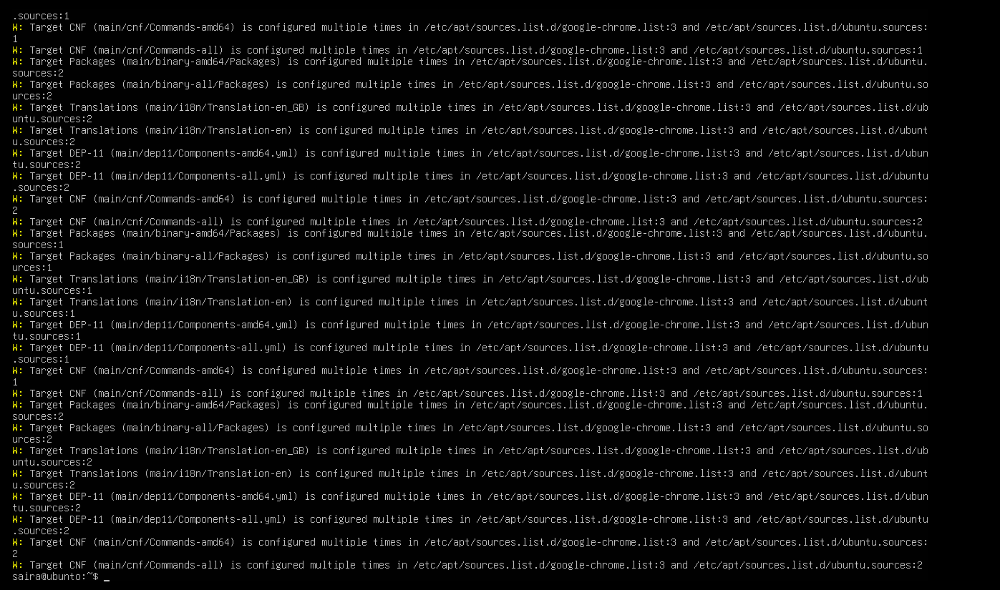 .sources:1
W: Target CNF (main/cnf/Commands-amd64) is configured multiple times in /etc/apt/sources.list.d/google-chrome.list:3 and /etc/apt/sources.list.d/ubuntu.sources:
1
W: Target CNF (main/cnf/Commands-all) is configured multiple times in /etc/apt/sources.list.d/google-chrome.list:3 and /etc/apt/sources.list.d/ubuntu.sources:1
W: Target Packages (main/binary-amd64/Packages) is configured multiple times in /etc/apt/sources.list.d/google-chrome.list:3 and /etc/apt/sources.list.d/ubuntu.
sources:2
W: Target Packages (main/binary-all/Packages) is configured multiple times in /etc/apt/sources.list.d/google-chrome.list:3 and /etc/apt/sources.list.d/ubuntu.so
urces:2
W: Target Translations (main/i18n/Translation-en_GB) is configured multiple times in /etc/apt/sources.list.d/google-chrome.list:3 and /etc/apt/sources.list.d/ub
untu.sources:2
W: Target Translations (main/i18n/Translation-en) is configured multiple times in /etc/apt/sources.list.d/google-chrome.list:3 and /etc/apt/sources.list.d/ubunt
u.sources:2
W: Target DEP-11 (main/dep11/Components-amd64.yml) is configured multiple times in /etc/apt/sources.list.d/google-chrome.list:3 and /etc/apt/sources.list.d/ubun
tu.sources:2
W: Target DEP-11 (main/dep11/Components-all.yml) is configured multiple times in /etc/apt/sources.list.d/google-chrome.list:3 and /etc/apt/sources.list.d/ubuntu
.sources:2
W: Target CNF (main/cnf/Commands-amd64) is configured multiple times in /etc/apt/sources.list.d/google-chrome.list:3 and /etc/apt/sources.list.d/ubuntu.sources:
2
W: Target CNF (main/cnf/Commands-all) is configured multiple times in /etc/apt/sources.list.d/google-chrome.list:3 and /etc/apt/sources.list.d/ubuntu.sources:2
W: Target Packages (main/binary-amd64/Packages) is configured multiple times in /etc/apt/sources.list.d/google-chrome.list:3 and /etc/apt/sources.list.d/ubuntu.
sources:1
W: Target Packages (main/binary-all/Packages) is configured multiple times in /etc/apt/sources.list.d/google-chrome.list:3 and /etc/apt/sources.list.d/ubuntu.so
urces:1
W: Target Translations (main/i18n/Translation-en_GB) is configured multiple times in /etc/apt/sources.list.d/google-chrome.list:3 and /etc/apt/sources.list.d/ub
untu.sources:1
W: Target Translations (main/i18n/Translation-en) is configured multiple times in /etc/apt/sources.list.d/google-chrome.list:3 and /etc/apt/sources.list.d/ubunt
u.sources:1
W: Target DEP-11 (main/dep11/Components-amd64.yml) is configured multiple times in /etc/apt/sources.list.d/google-chrome.list:3 and /etc/apt/sources.list.d/ubun
tu.sources:1
W: Target DEP-11 (main/dep11/Components-all.yml) is configured multiple times in /etc/apt/sources.list.d/google-chrome.list:3 and /etc/apt/sources.list.d/ubuntu
.sources:1
W: Target CNF (main/cnf/Commands-amd64) is configured multiple times in /etc/apt/sources.list.d/google-chrome.list:3 and /etc/apt/sources.list.d/ubuntu.sources:
1
W: Target CNF (main/cnf/Commands-all) is configured multiple times in /etc/apt/sources.list.d/google-chrome.list:3 and /etc/apt/sources.list.d/ubuntu.sources:1
W: Target Packages (main/binary-amd64/Packages) is configured multiple times in /etc/apt/sources.list.d/google-chrome.list:3 and /etc/apt/sources.list.d/ubuntu.
sources:2
W: Target Packages (main/binary-all/Packages) is configured multiple times in /etc/apt/sources.list.d/google-chrome.list:3 and /etc/apt/sources.list.d/ubuntu.so
urces:2
W: Target Translations (main/i18n/Translation-en_GB) is configured multiple times in /etc/apt/sources.list.d/google-chrome.list:3 and /etc/apt/sources.list.d/ub
untu.sources:2
W: Target Translations (main/i18n/Translation-en) is configured multiple times in /etc/apt/sources.list.d/google-chrome.list:3 and /etc/apt/sources.list.d/ubunt
u.sources:2
W: Target DEP-11 (main/dep11/Components-amd64.yml) is configured multiple times in /etc/apt/sources.list.d/google-chrome.list:3 and /etc/apt/sources.list.d/ubun
tu.sources:2
W: Target DEP-11 (main/dep11/Components-all.yml) is configured multiple times in /etc/apt/sources.list.d/google-chrome.list:3 and /etc/apt/sources.list.d/ubuntu
.sources:2
W: Target CNF (main/cnf/Commands-amd64) is configured multiple times in /etc/apt/sources.list.d/google-chrome.list:3 and /etc/apt/sources.list.d/ubuntu.sources:
2
W: Target CNF (main/cnf/Commands-all) is configured multiple times in /etc/apt/sources.list.d/google-chrome.list:3 and /etc/apt/sources.list.d/ubuntu.sources:2
saira@ubunto:~$ _